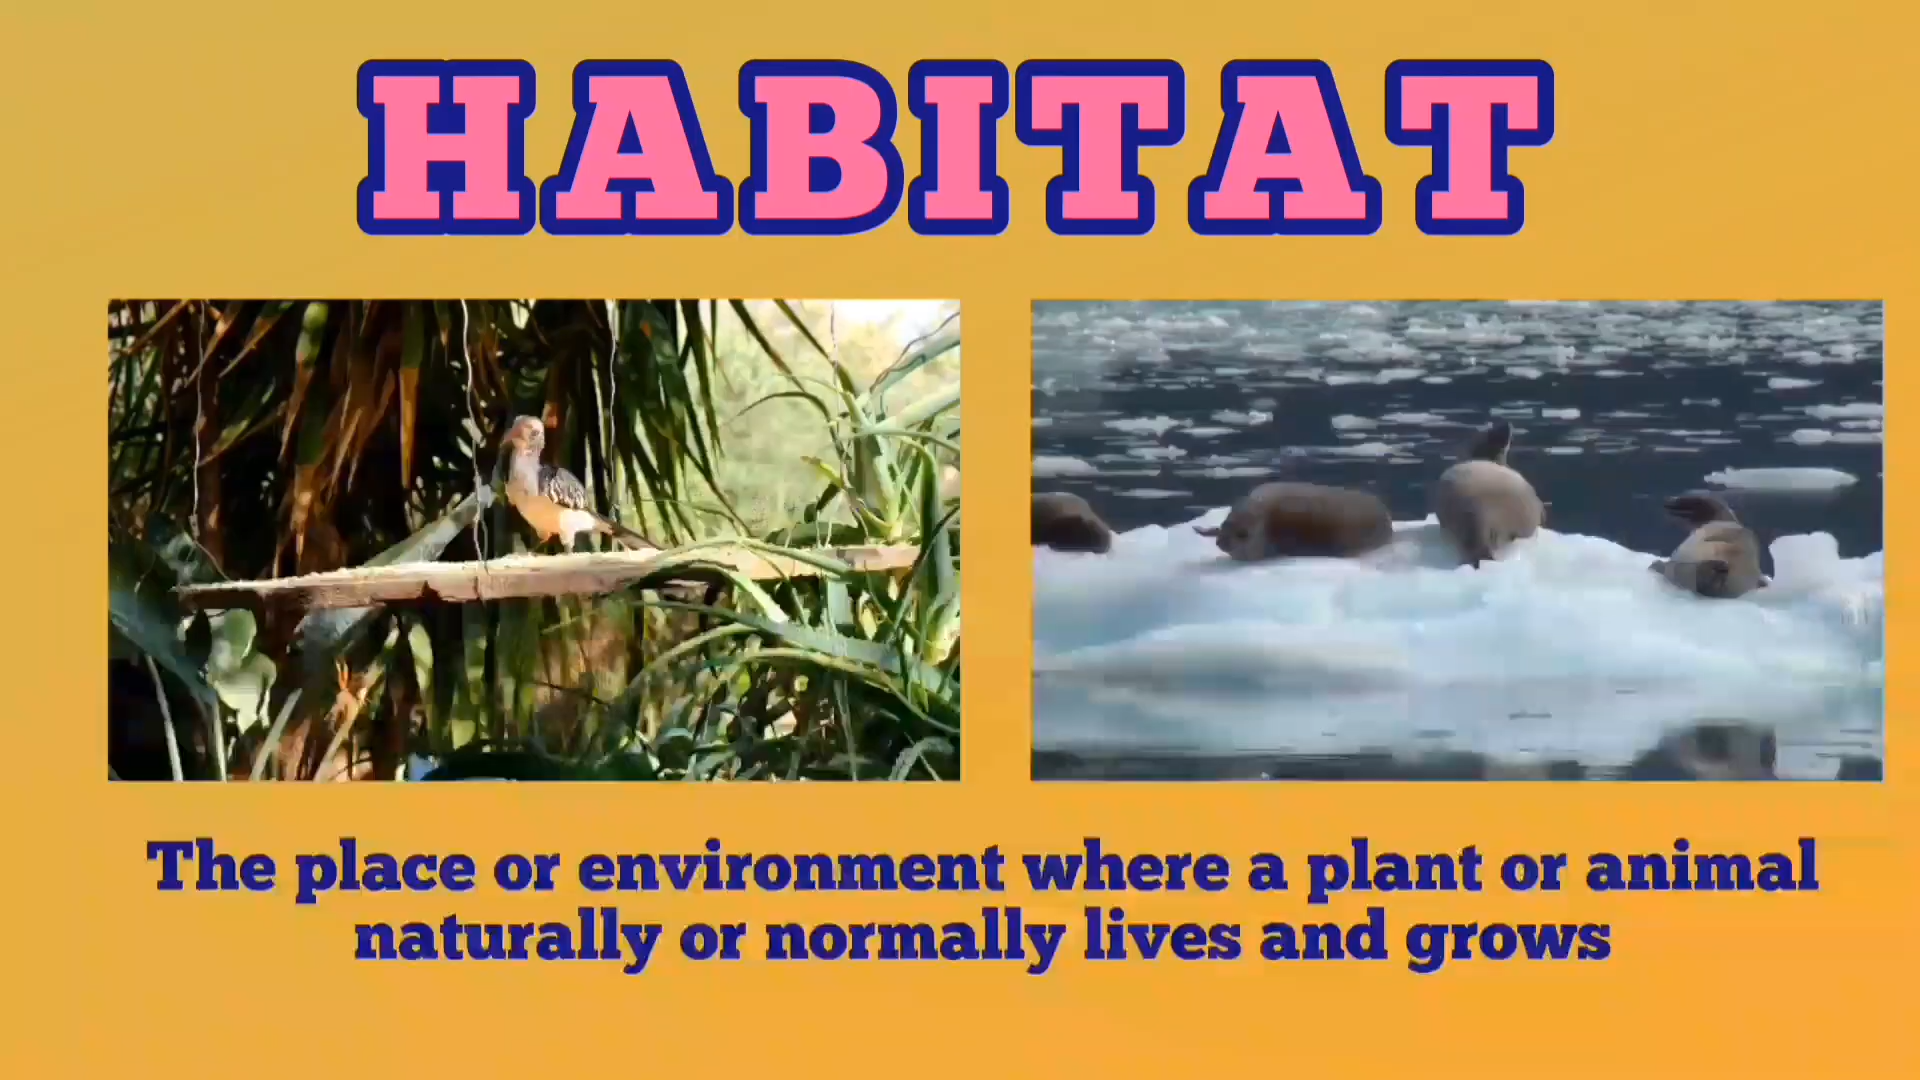 HABITAT
The place or environment where a plant or animal
naturally or normally lives and grows